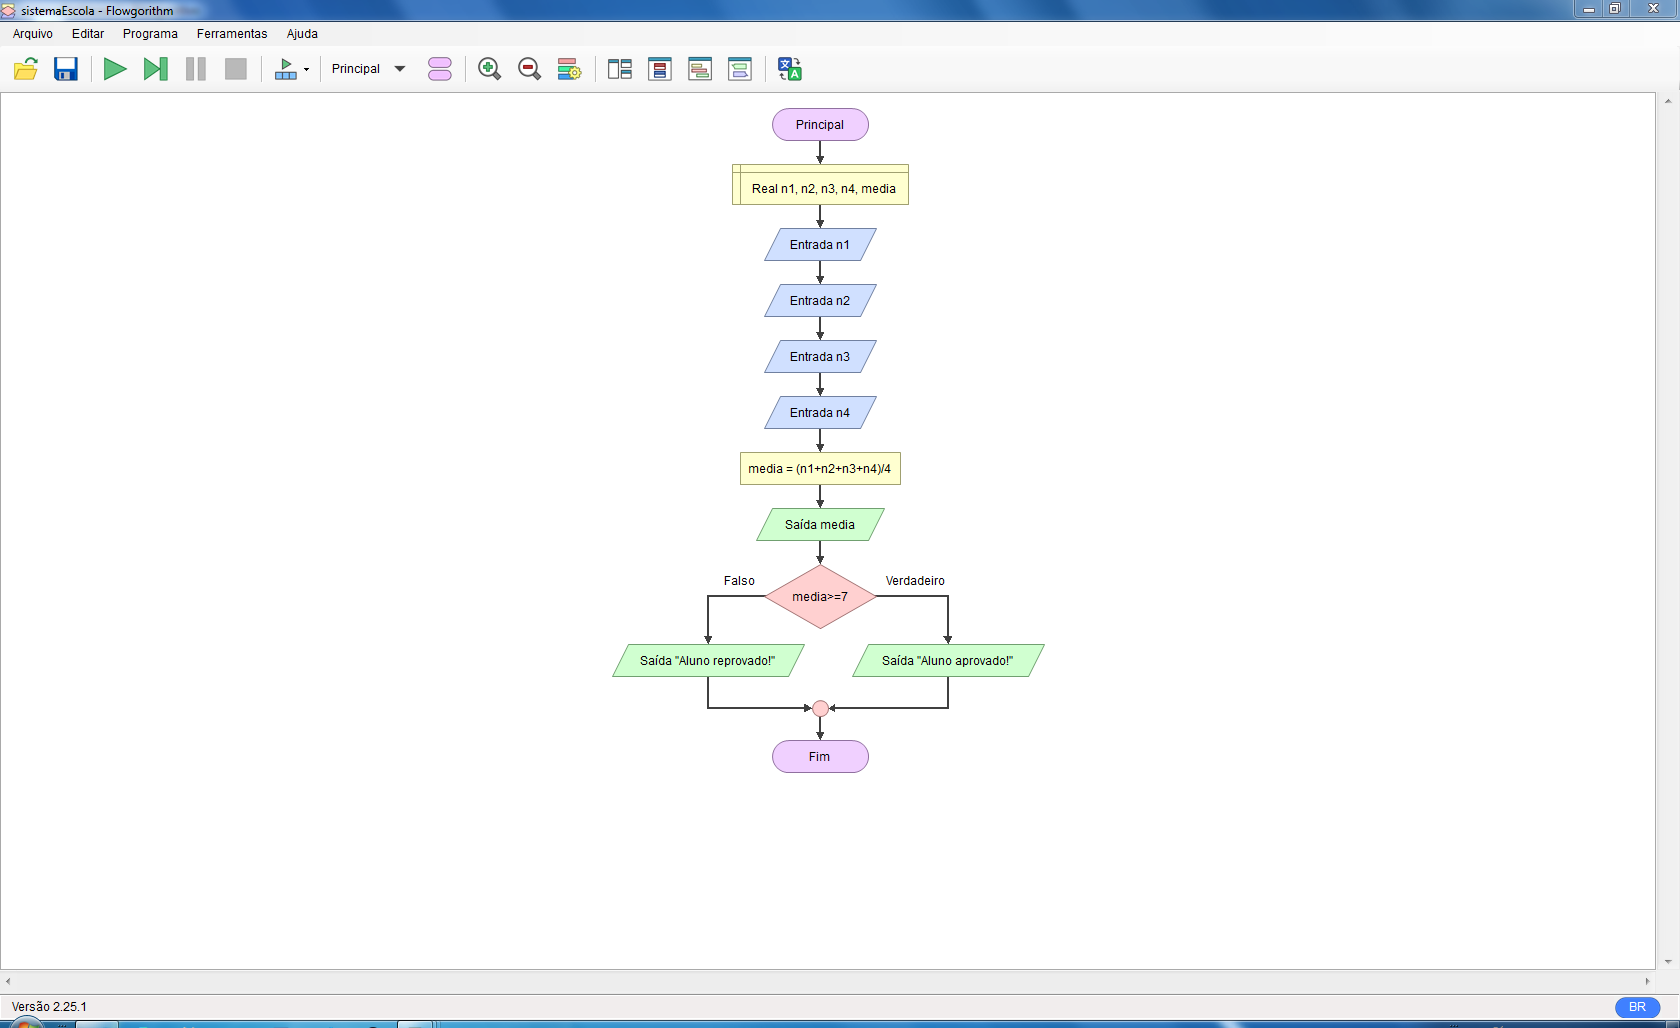 sistemaEscola - Flowgorithm
Arquivo Editar Programa Ferramentas Ajuda
Principal
Principal
Real n1, n2, n3, n4, media
Entrada n1
Entrada n2
Entrada n3
Entrada n4
media = (n1+n2+n3+n4)/4
Saída media
Falso Verdadeiro
media>=7
Saída "Aluno reprovado!" Saída "Aluno aprovado!"
Fim
Versão 2.25.1 BR